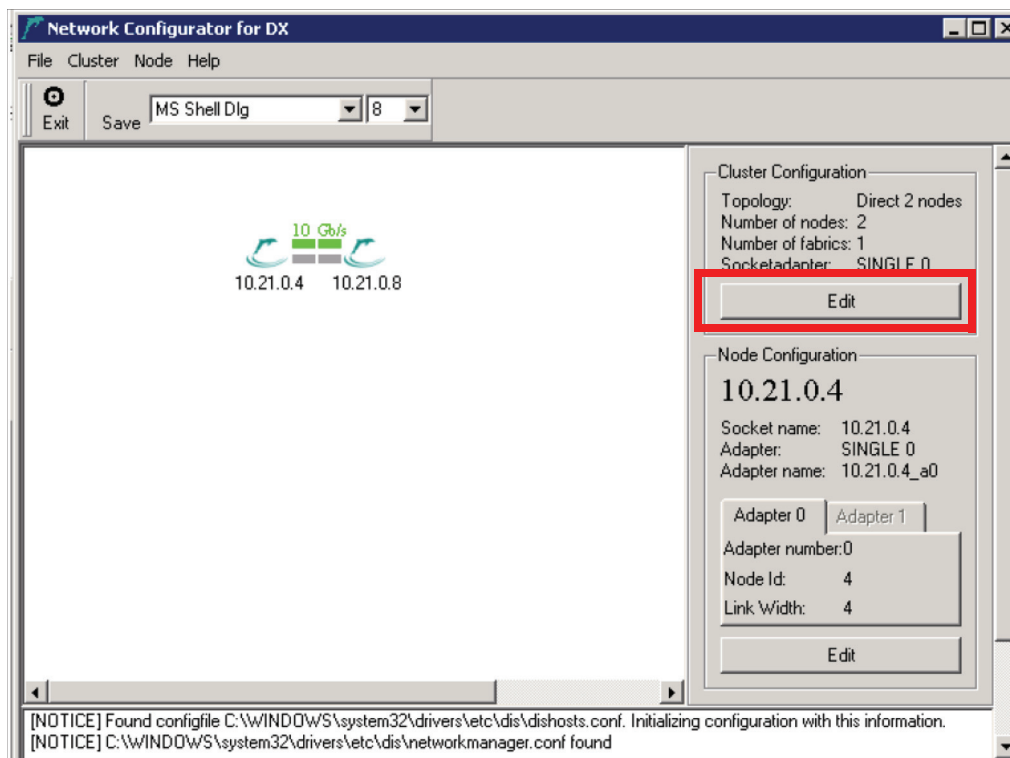 Network Configurator for DX
File Cluster Node Help
Exit Save MS Shell Dlg 8
10 Gb/s
10.21.0.4 10.21.0.8
Cluster Configuration
Topology: Direct 2 nodes
Number of nodes: 2
Number of fabrics: 1
Socketadapter: SINGLE 0
Edit
Node Configuration
10.21.0.4
Socket name: 10.21.0.4
Adapter: SINGLE 0
Adapter name: 10.21.0.4_a0
Adapter 0 Adapter 1
Adapter number:0
Node Id: 4
Link Width: 4
Edit
[NOTICE] Found configfile C:\WINDOWS\system32\drivers\etc\dis\dishosts.conf. Initializing configuration with this information.
[NOTICE] C:\WINDOWS\system32\drivers\etc\dis\networkmanager.conf found